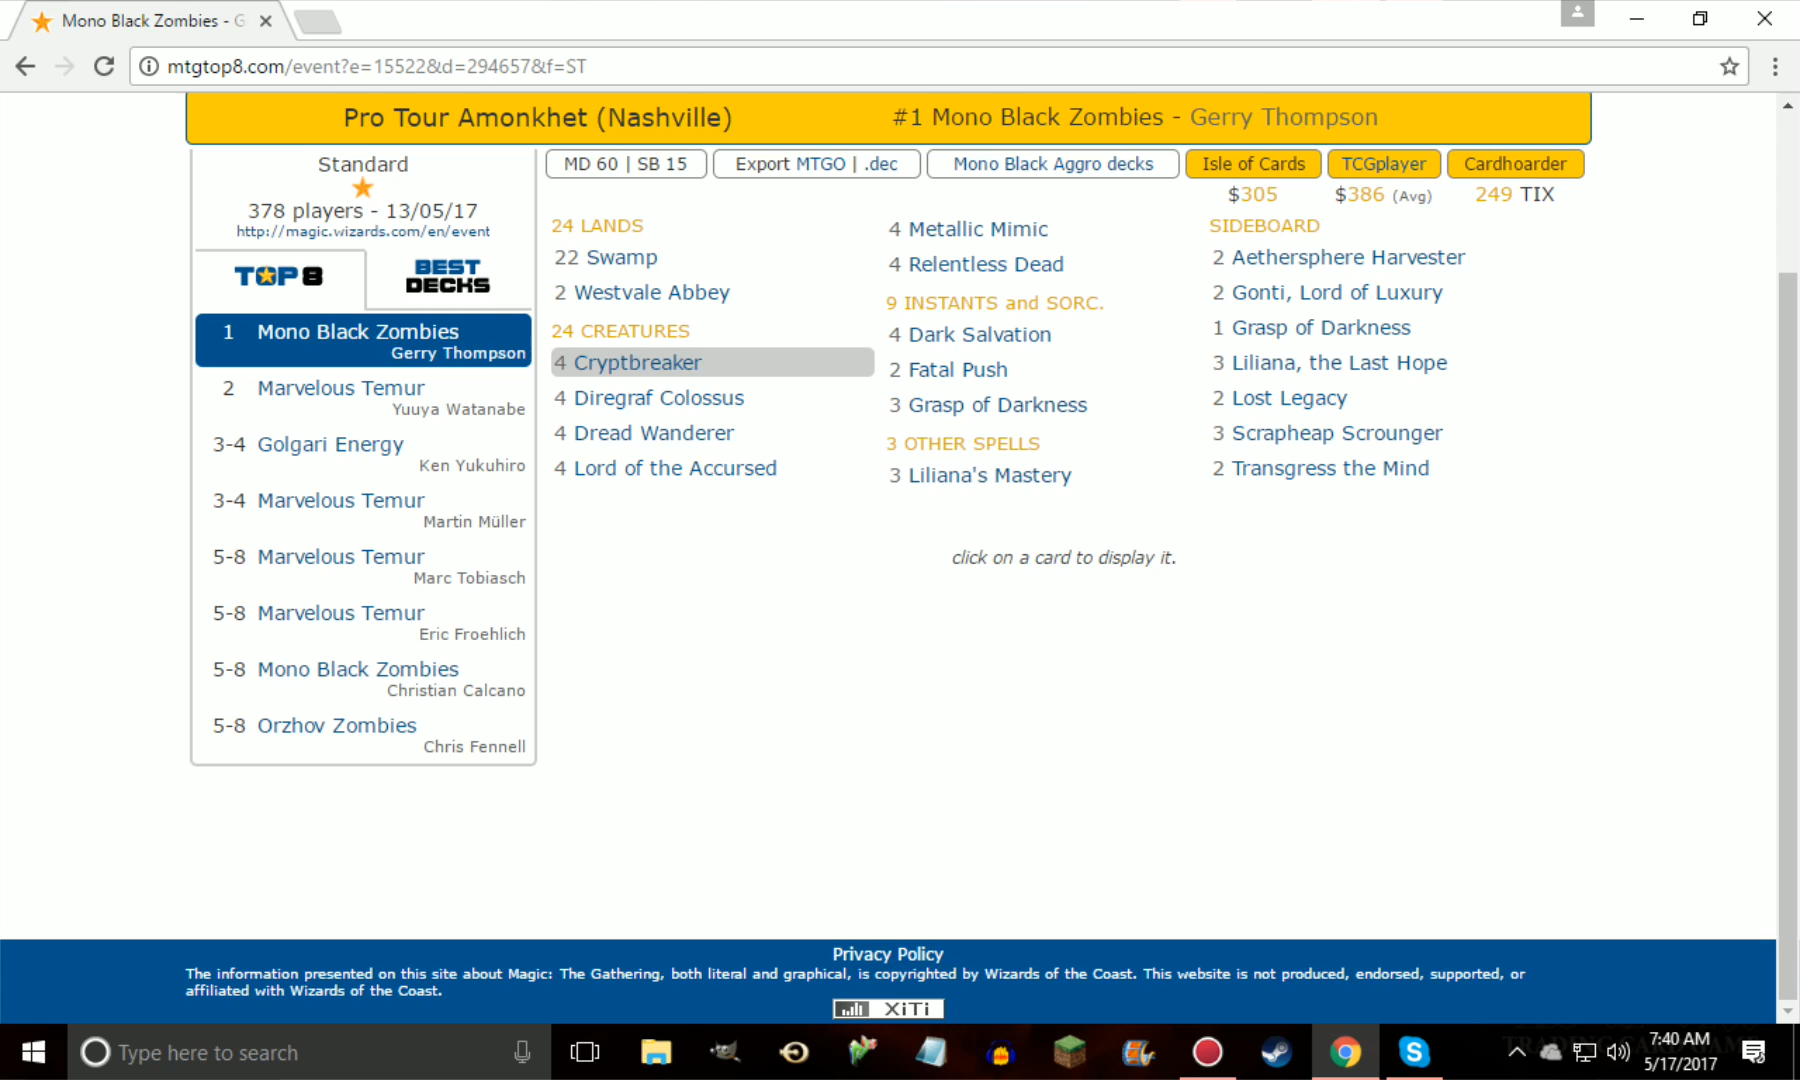 Mono Black Zombies - G
mtgtop8.com/event?e=15522&d=294657&f=ST
Pro Tour Amonkhet (Nashville)
#1 Mono Black Zombies - Gerry Thompson
Standard
378 players - 13/05/17
http://magic.wizards.com/en/event
TOP 8
BEST DECKS
1 Mono Black Zombies
Gerry Thompson
2 Marvelous Temur
Yuuya Watanabe
3-4 Golgari Energy
Ken Yukuhiro
3-4 Marvelous Temur
Martin Müller
5-8 Marvelous Temur
Marc Tobiasch
5-8 Marvelous Temur
Eric Froehlich
5-8 Mono Black Zombies
Christian Calcano
5-8 Orzhov Zombies
Chris Fennell
MD 60 | SB 15
Export MTGO | .dec
Mono Black Aggro decks
Isle of Cards
TCGplayer
Cardhoarder
$305
$386 (Avg)
249 TIX
24 LANDS
22 Swamp
2 Westvale Abbey
24 CREATURES
4 Cryptbreaker
4 Diregraf Colossus
4 Dread Wanderer
4 Lord of the Accursed
4 Metallic Mimic
4 Relentless Dead
9 INSTANTS and SORC.
4 Dark Salvation
2 Fatal Push
3 Grasp of Darkness
3 OTHER SPELLS
3 Liliana's Mastery
SIDEBOARD
2 Aethersphere Harvester
2 Gonti, Lord of Luxury
1 Grasp of Darkness
3 Liliana, the Last Hope
2 Lost Legacy
3 Scrapheap Scrounger
2 Transgress the Mind
click on a card to display it.
Privacy Policy
The information presented on this site about Magic: The Gathering, both literal and graphical, is copyrighted by Wizards of the Coast. This website is not produced, endorsed, supported, or
affiliated with Wizards of the Coast.
XiTi
Type here to search
7:40 AM
5/17/2017